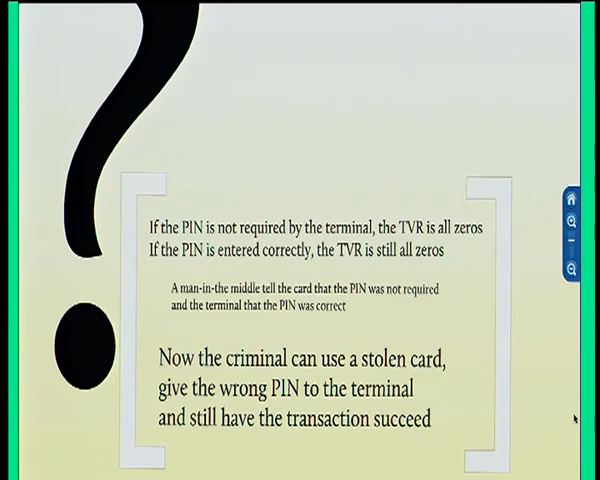 If the PIN is not required by the terminal, the TVR is all zeros
If the PIN is entered correctly, the TVR is still all zeros
A man-in-the middle tell the card that the PIN was not required
and the terminal that the PIN was correct
Now the criminal can use a stolen card,
give the wrong PIN to the terminal
and still have the transaction succeed